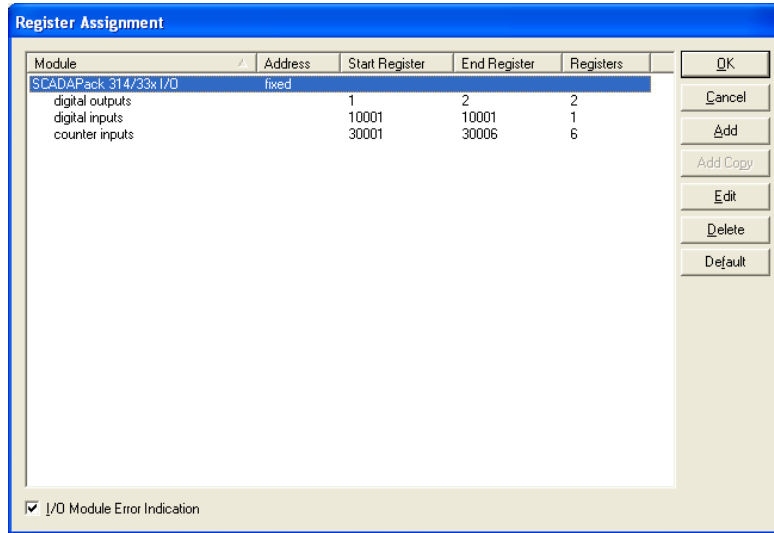 Register Assignment
Module Address Start Register End Register Registers
SCADAPack 314/33x I/O fixed
digital outputs 1 2 2
digital inputs 10001 10001 1
counter inputs 30001 30006 6
OK
Cancel
Add
Add Copy
Edit
Delete
Default
I/O Module Error Indication